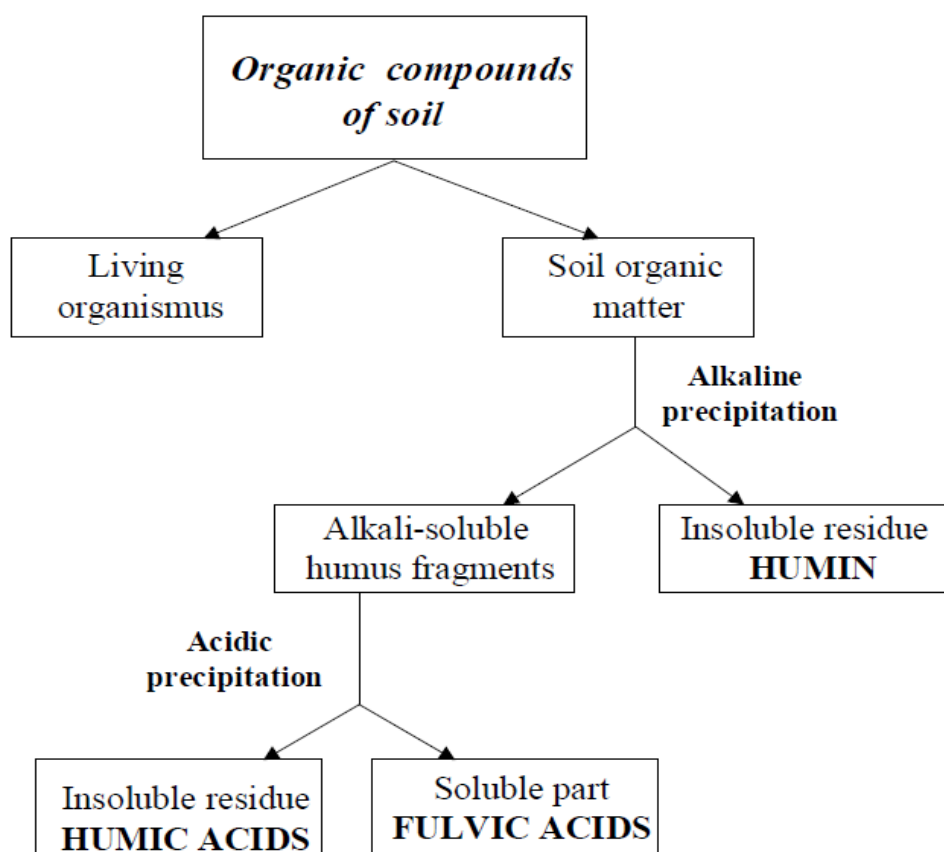 Organic compounds
of soil
Living
organismus
Soil organic
matter
Alkaline
precipitation
Alkali-soluble
humus fragments
Insoluble residue
HUMIN
Acidic
precipitation
Insoluble residue
HUMIC ACIDS
Soluble part
FULVIC ACIDS